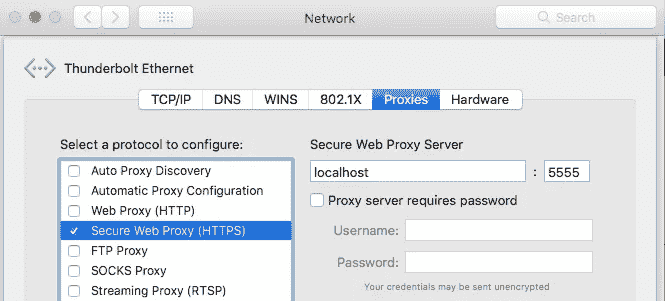 Network
Search
Thunderbolt Ethernet
TCP/IP DNS WINS 802.1X Proxies Hardware
Select a protocol to configure:
Auto Proxy Discovery
Automatic Proxy Configuration
Web Proxy (HTTP)
Secure Web Proxy (HTTPS)
FTP Proxy
SOCKS Proxy
Streaming Proxy (RTSP)
Secure Web Proxy Server
localhost : 5555
Proxy server requires password
Username:
Password:
Your credentials may be sent unencrypted